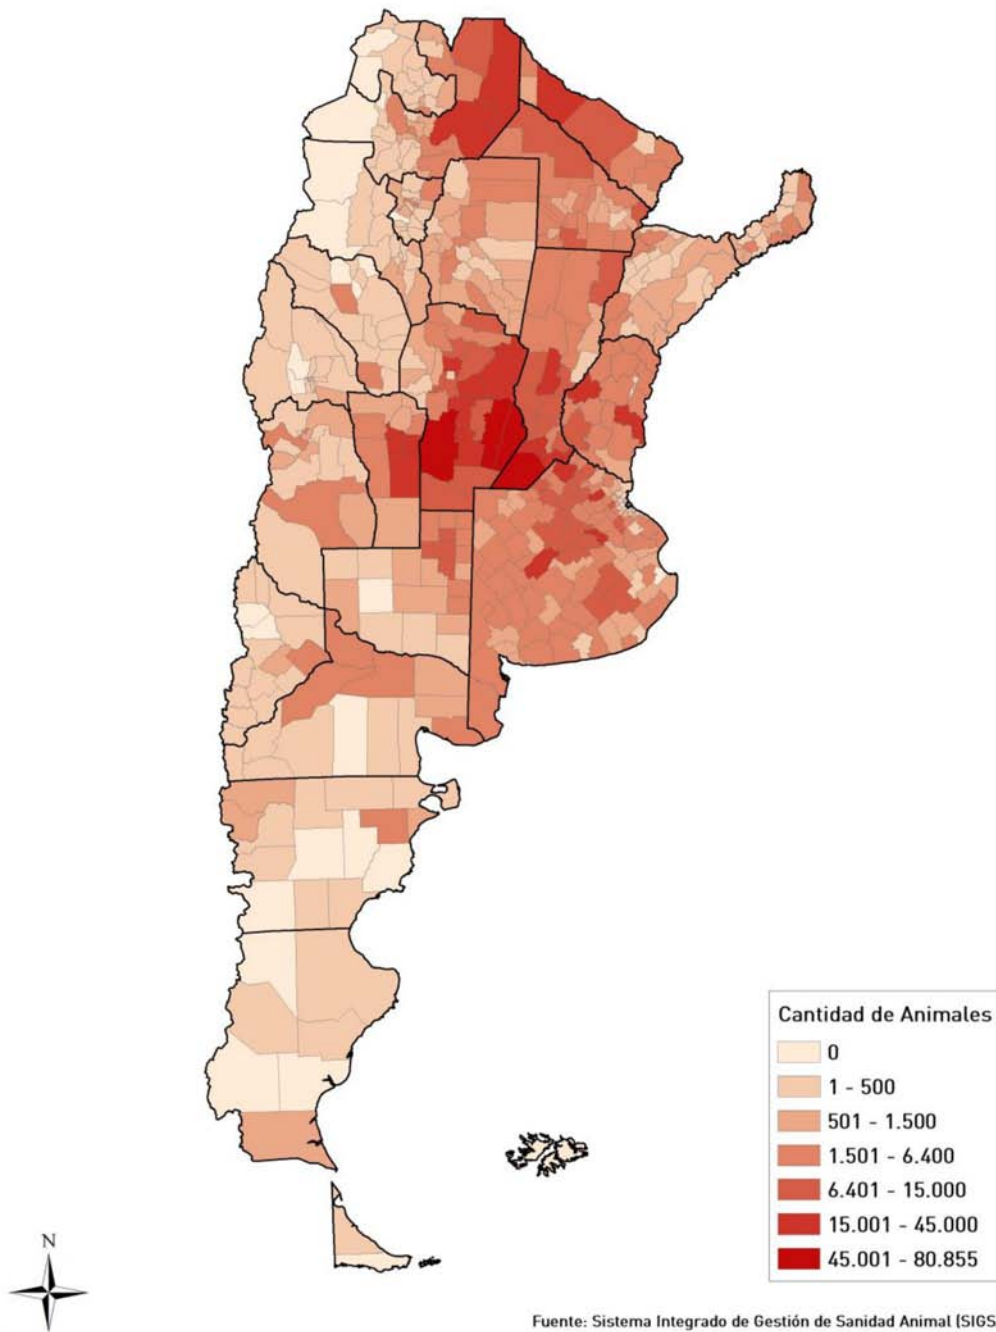 Cantidad de Animales
0
1 - 500
501 - 1.500
1.501 - 6.400
6.401 - 15.000
15.001 - 45.000
45.001 - 80.855
N
Fuente: Sistema Integrado de Gestión de Sanidad Animal (SIGS